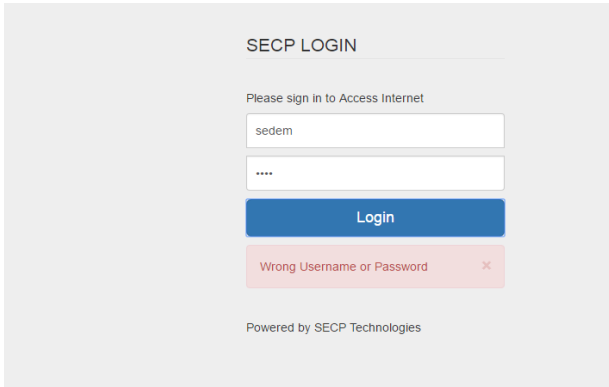 SECP LOGIN
Please sign in to Access Internet
sedem
••••
Login
Wrong Username or Password ×
Powered by SECP Technologies